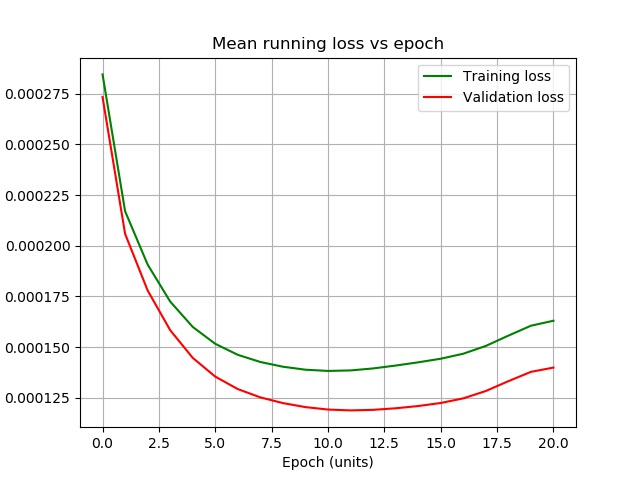 Mean running loss vs epoch
Training loss
Validation loss
0.000275
0.000250
0.000225
0.000200
0.000175
0.000150
0.000125
0.0 2.5 5.0 7.5 10.0 12.5 15.0 17.5 20.0
Epoch (units)